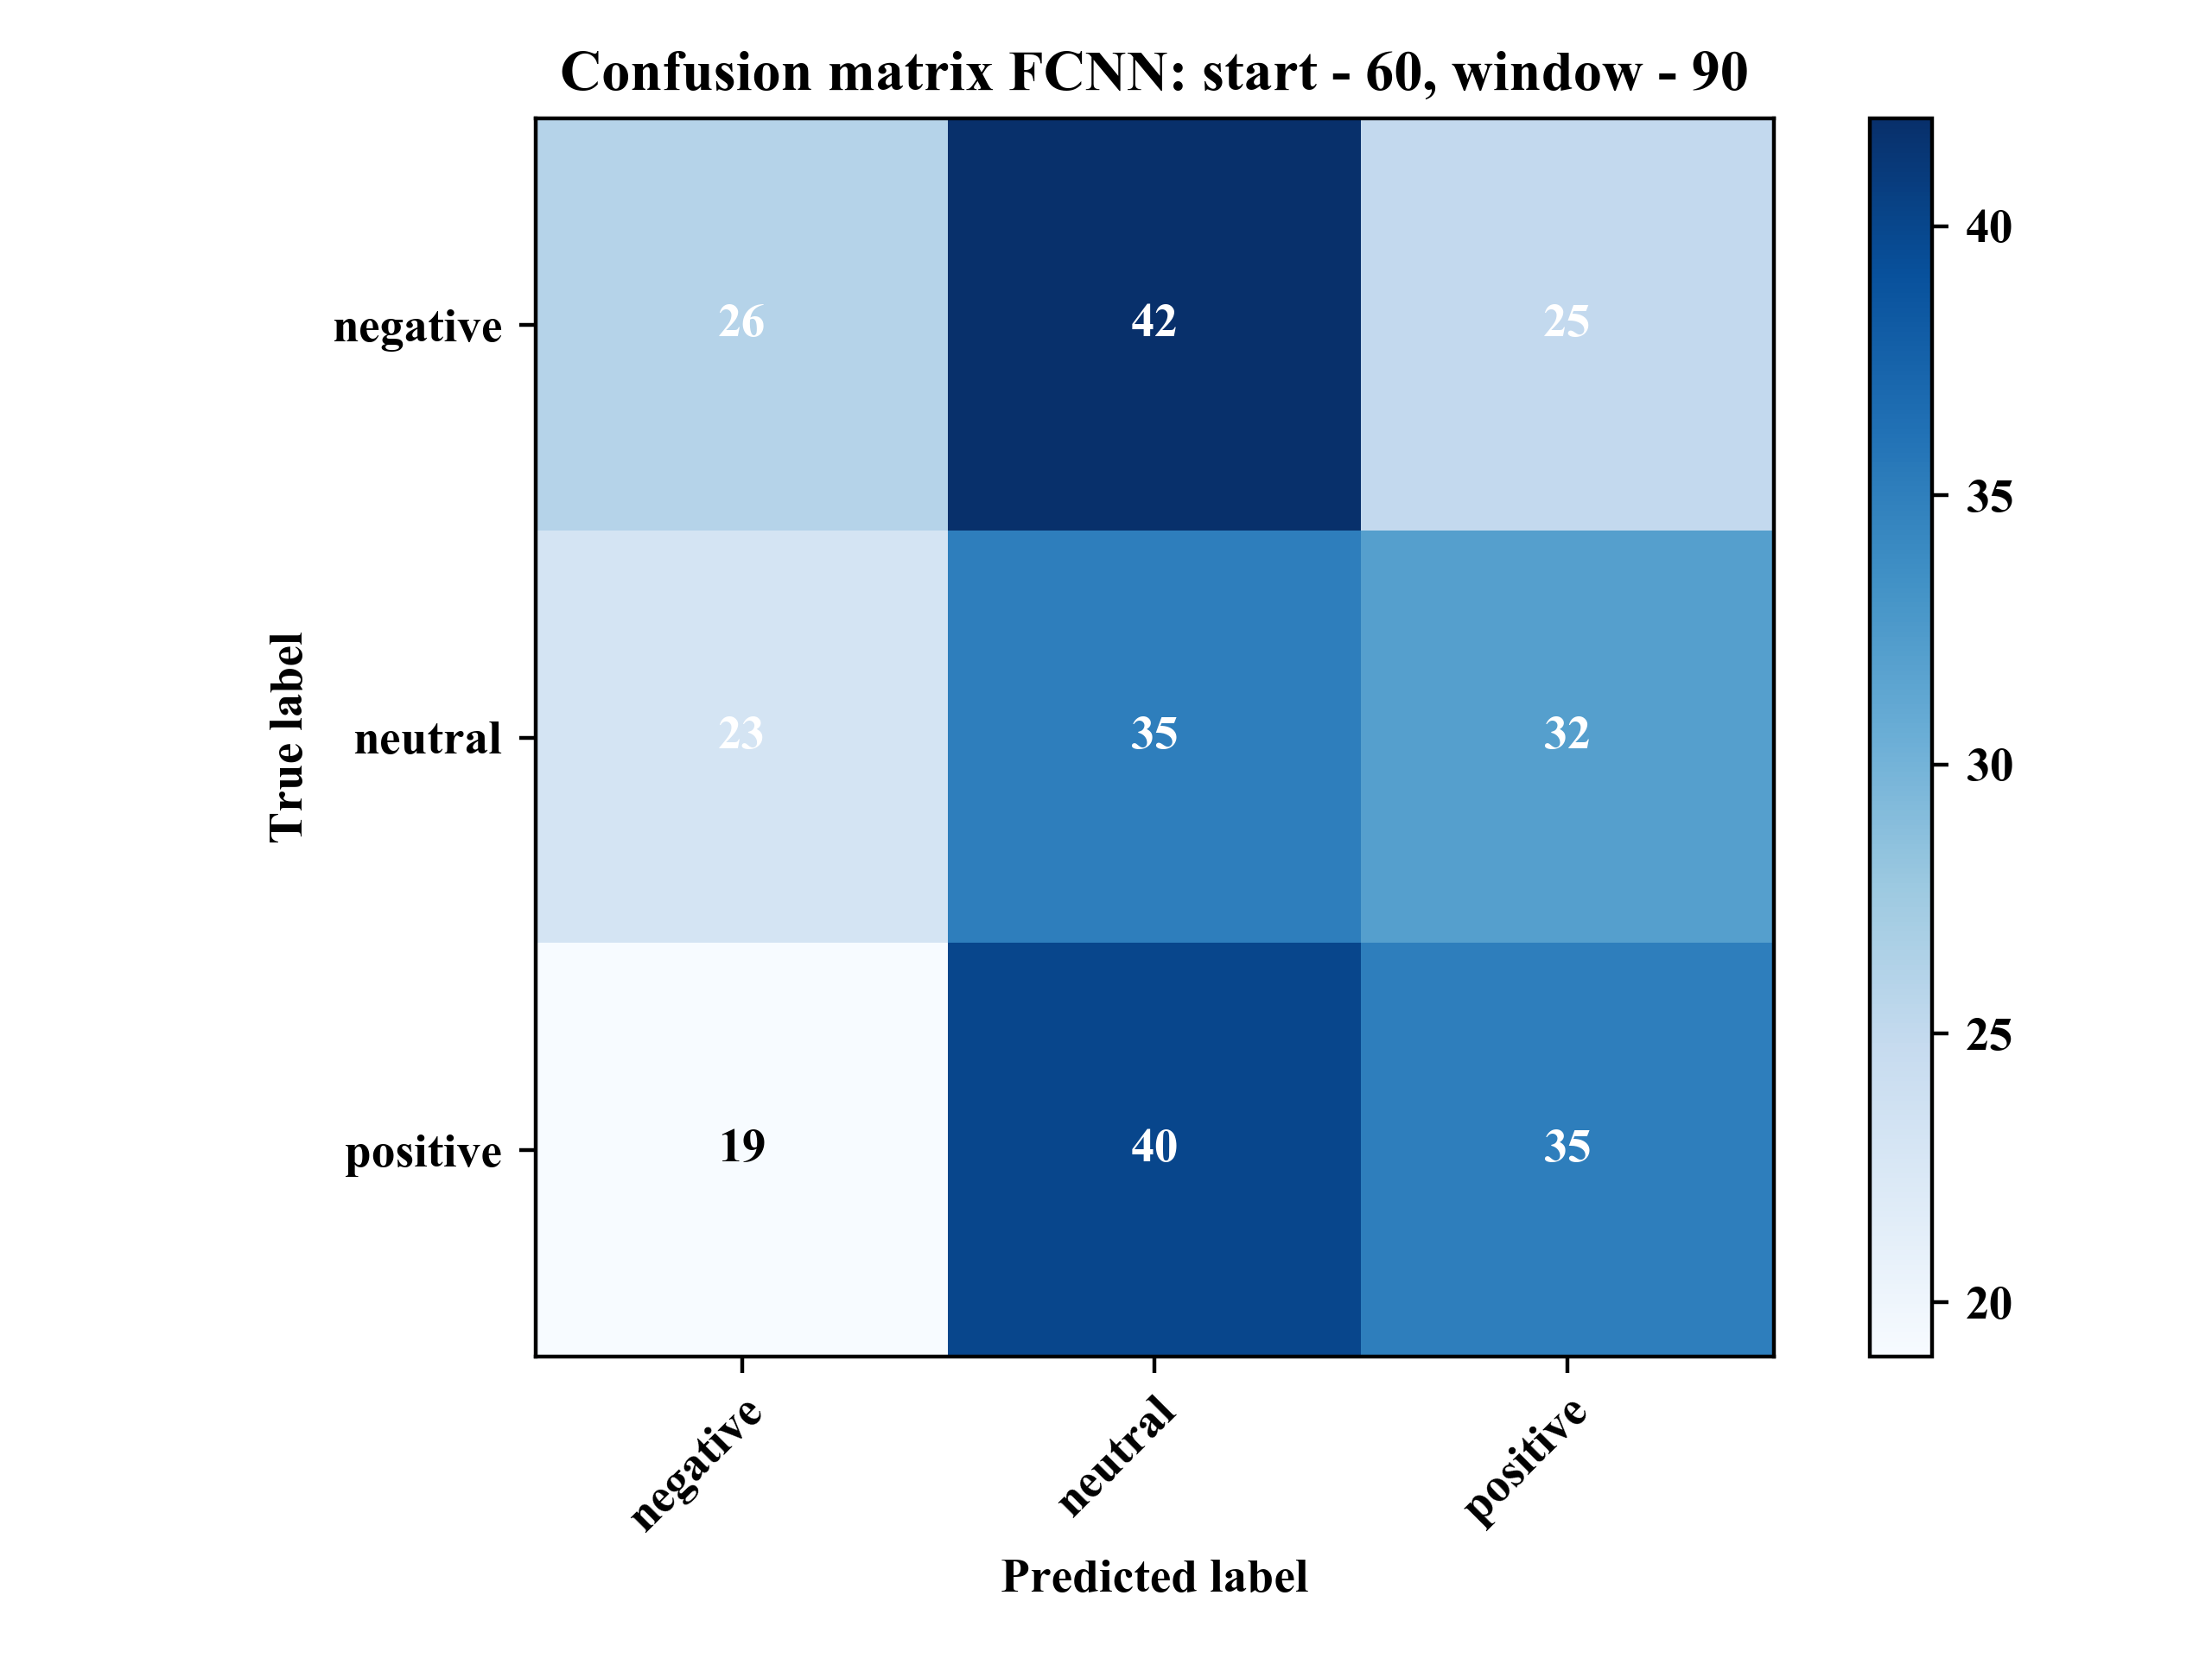 Confusion matrix FCNN: start - 60, window - 90
True label
negative
neutral
positive
26 42 25
23 35 32
19 40 35
negative neutral positive
Predicted label
40
35
30
25
20